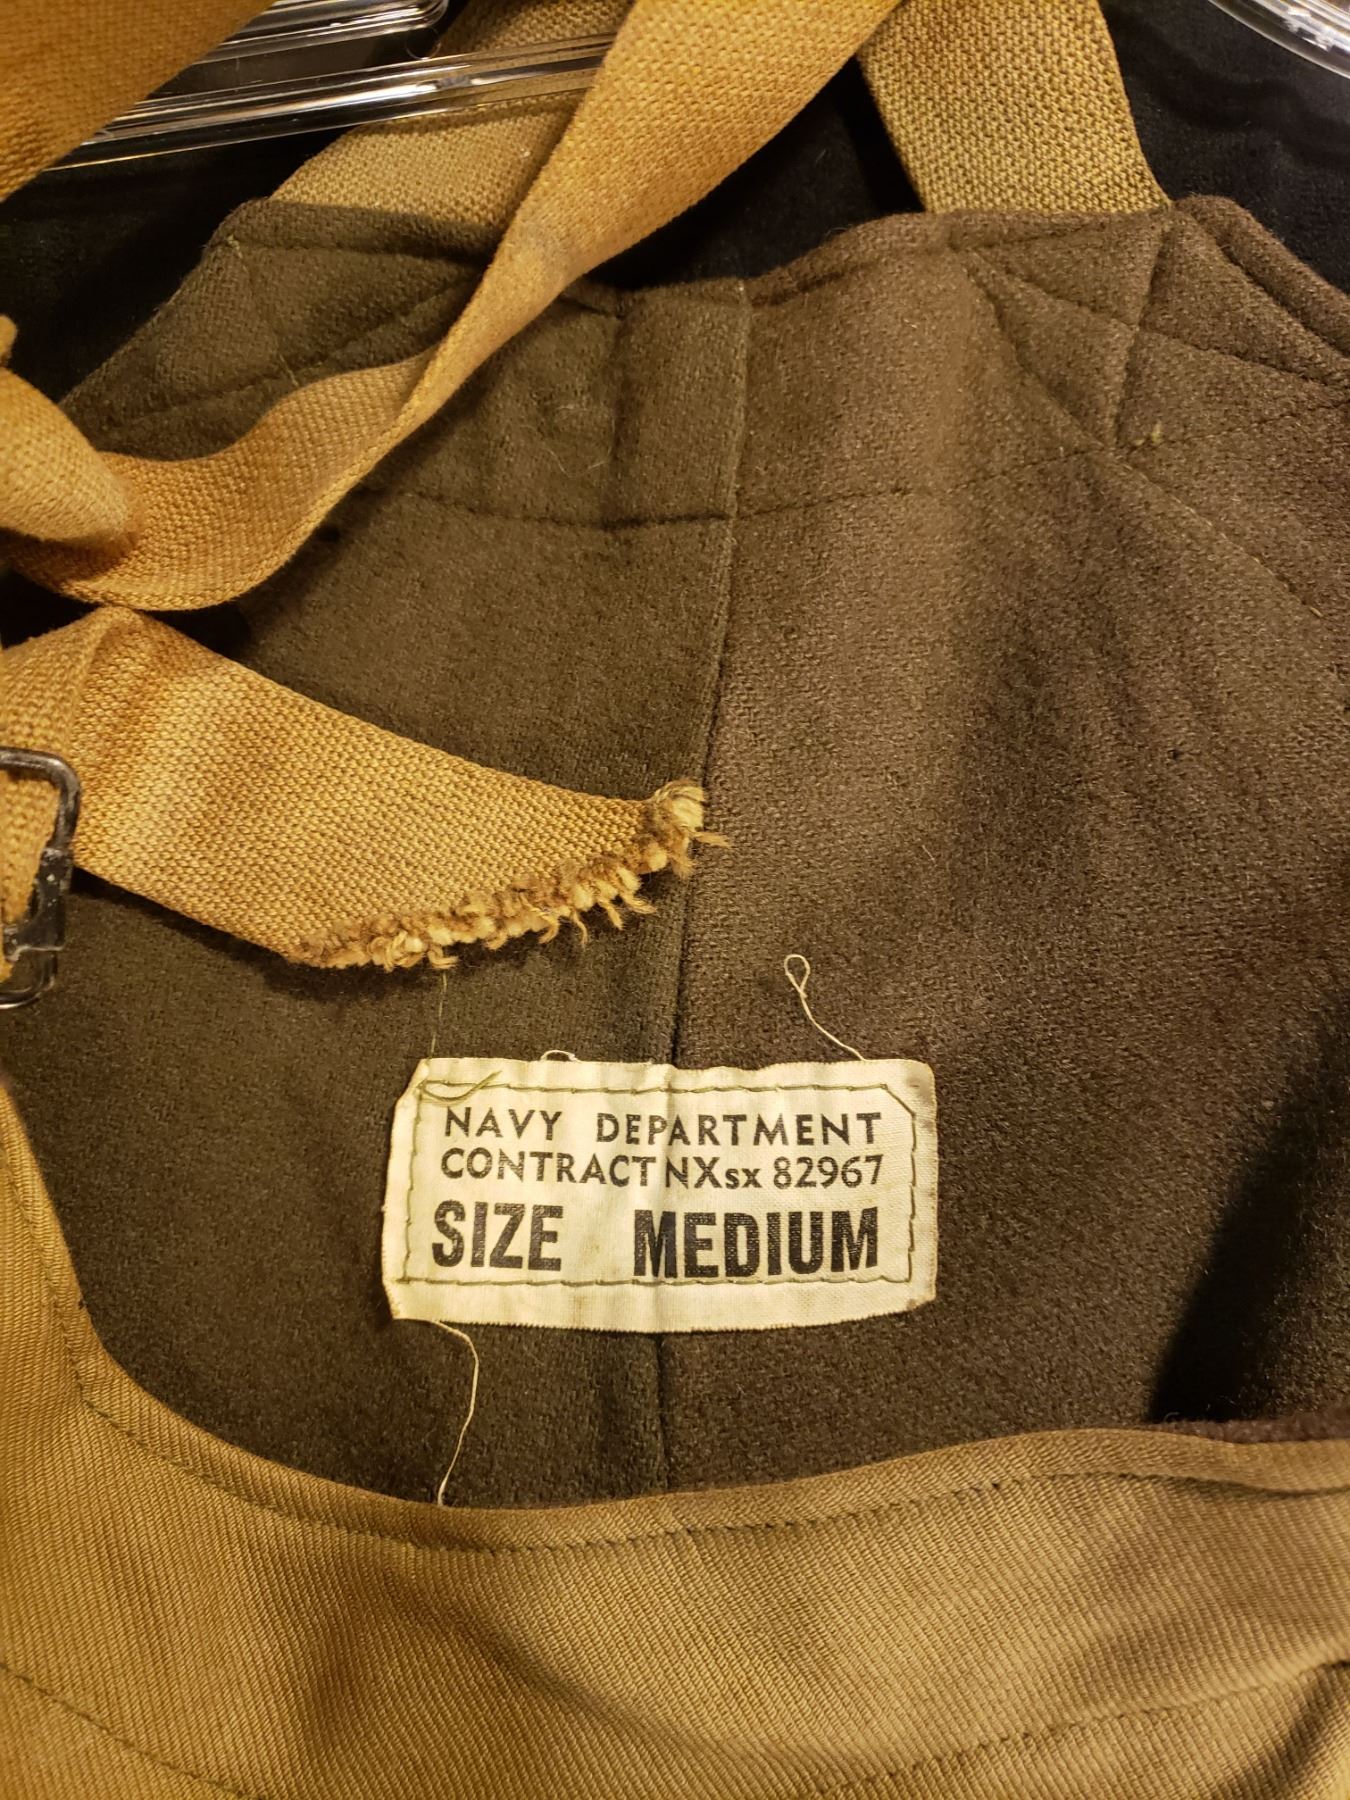 NAVY DEPARTMENT
CONTRACT NXsx 82967
SIZE MEDIUM